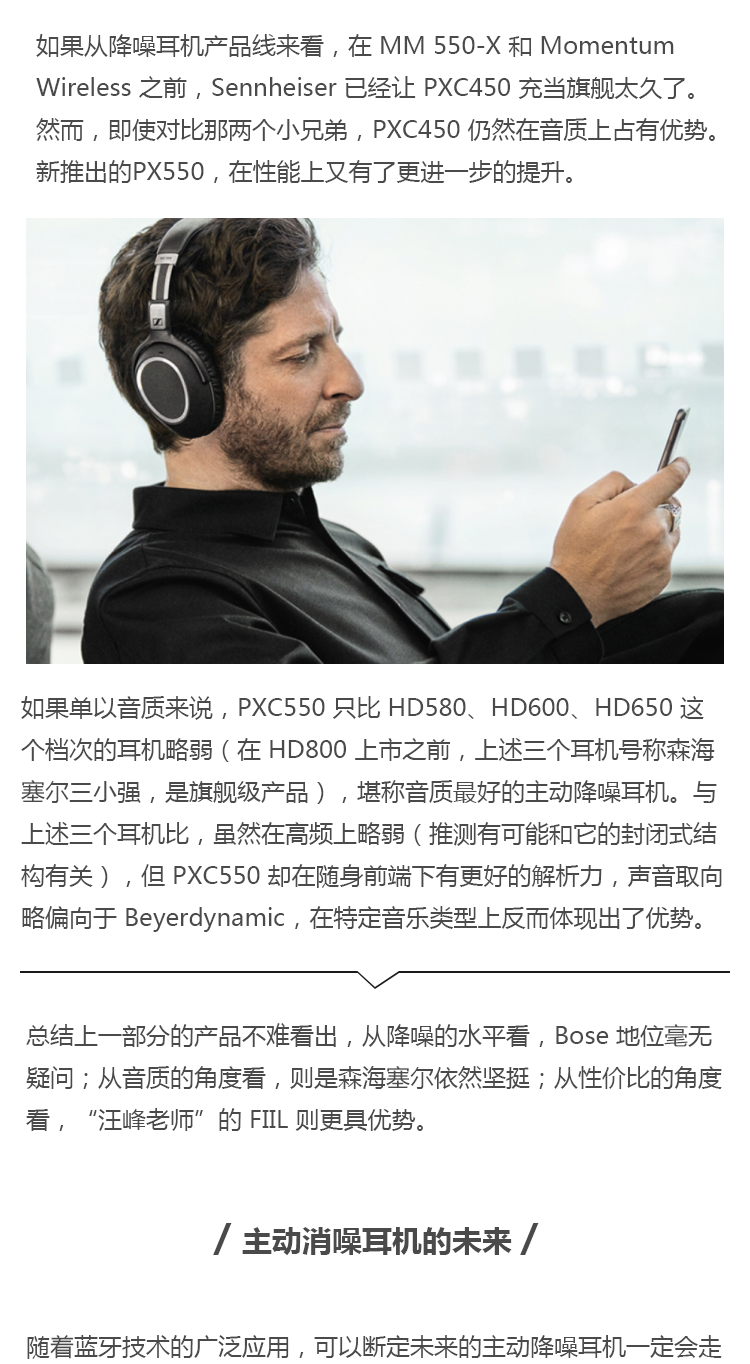 如果从降噪耳机产品线来看，在 MM 550-X 和 Momentum
Wireless 之前，Sennheiser 已经让 PXC450 充当旗舰太久了。
然而，即使对比那两个小兄弟，PXC450 仍然在音质上占有优势。
新推出的PX550，在性能上又有了更进一步的提升。
如果单以音质来说，PXC550 只比 HD580、HD600、HD650 这
个档次的耳机略弱（在 HD800 上市之前，上述三个耳机号称森海
塞尔三小强，是旗舰级产品），堪称音质最好的主动降噪耳机。与
上述三个耳机比，虽然在高频上略弱（推测有可能和它的封闭式结
构有关），但 PXC550 却在随身前端下有更好的解析力，声音取向
略偏向于 Beyerdynamic，在特定音乐类型上反而体现出了优势。
总结上一部分的产品不难看出，从降噪的水平看，Bose 地位毫无
疑问；从音质的角度看，则是森海塞尔依然坚挺；从性价比的角度
看，“汪峰老师”的 FIIL 则更具优势。
/ 主动消噪耳机的未来 /
随着蓝牙技术的广泛应用，可以断定未来的主动降噪耳机一定会走